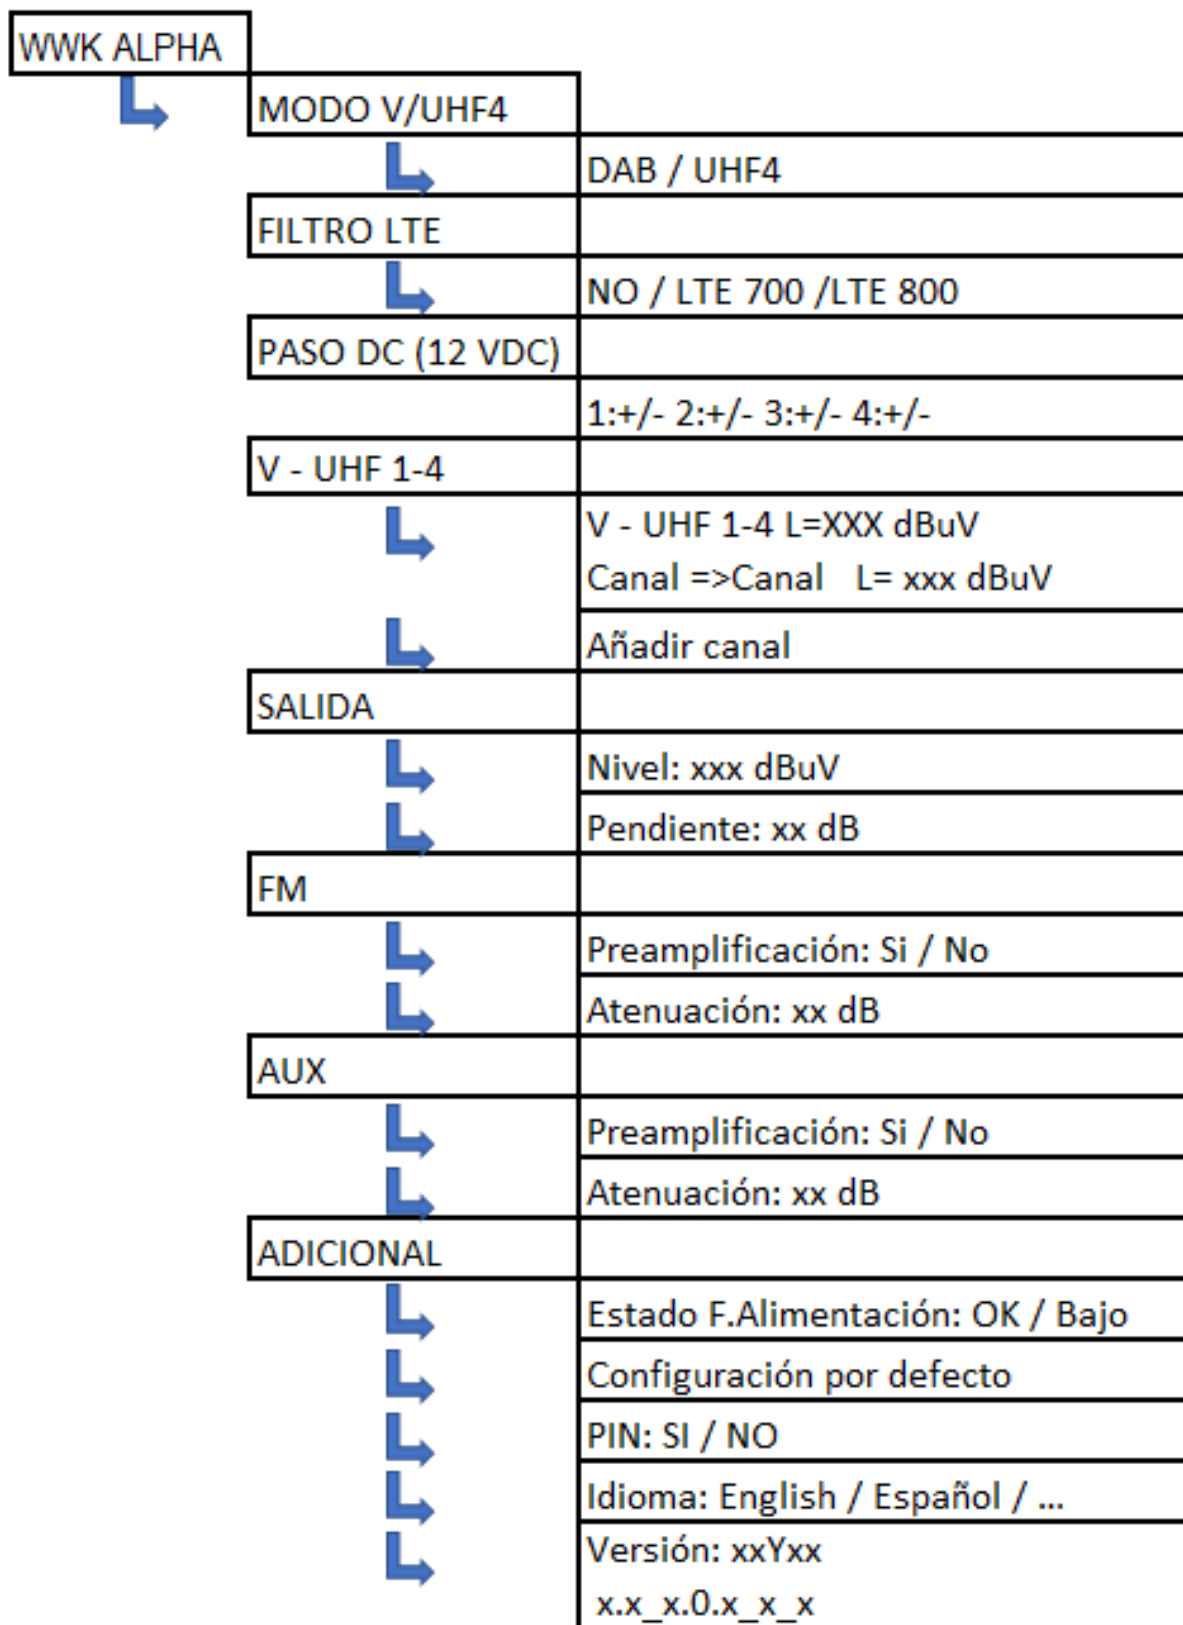 WWK ALPHA
MODO V/UHF4
DAB / UHF4
FILTRO LTE
NO / LTE 700 /LTE 800
PASO DC (12 VDC)
1:+/- 2:+/- 3:+/- 4:+/-
V - UHF 1-4
V - UHF 1-4 L=XXX dBuV
Canal =>Canal   L= xxx dBuV
Añadir canal
SALIDA
Nivel: xxx dBuV
Pendiente: xx dB
FM
Preamplificación: Si / No
Atenuación: xx dB
AUX
Preamplificación: Si / No
Atenuación: xx dB
ADICIONAL
Estado F.Alimentación: OK / Bajo
Configuración por defecto
PIN: SI / NO
Idioma: English / Español / ...
Versión: xxYxx
x.x_x.0.x_x_x